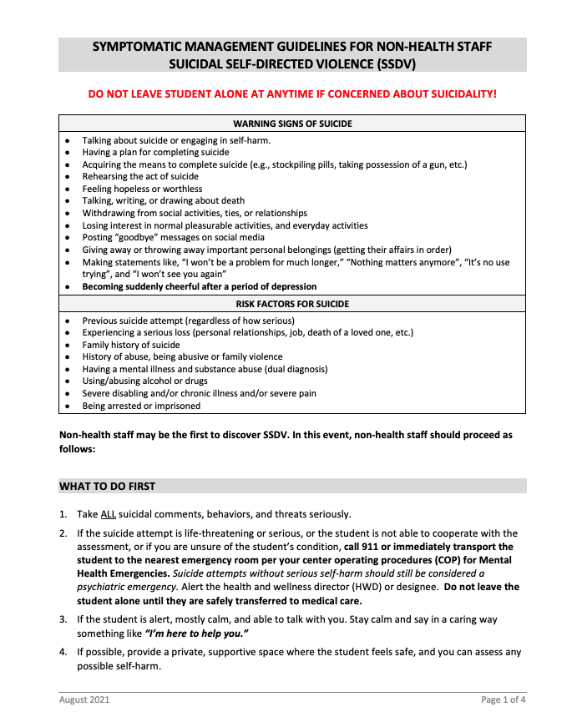 SYMPTOMATIC MANAGEMENT GUIDELINES FOR NON-HEALTH STAFF
SUICIDAL SELF-DIRECTED VIOLENCE (SSDV)
DO NOT LEAVE STUDENT ALONE AT ANYTIME IF CONCERNED ABOUT SUICIDALITY!
WARNING SIGNS OF SUICIDE
• Talking about suicide or engaging in self-harm.
• Having a plan for completing suicide
• Acquiring the means to complete suicide (e.g., stockpiling pills, taking possession of a gun, etc.)
• Rehearsing the act of suicide
• Feeling hopeless or worthless
• Talking, writing, or drawing about death
• Withdrawing from social activities, ties, or relationships
• Losing interest in normal pleasurable activities, and everyday activities
• Posting "goodbye" messages on social media
• Giving away or throwing away important personal belongings (getting their affairs in order)
• Making statements like, "I won't be a problem for much longer," "Nothing matters anymore", "It's no use
trying", and "I won't see you again"
• Becoming suddenly cheerful after a period of depression
RISK FACTORS FOR SUICIDE
• Previous suicide attempt (regardless of how serious)
• Experiencing a serious loss (personal relationships, job, death of a loved one, etc.)
• Family history of suicide
• History of abuse, being abusive or family violence
• Having a mental illness and substance abuse (dual diagnosis)
• Using/abusing alcohol or drugs
• Severe disabling and/or chronic illness and/or severe pain
• Being arrested or imprisoned
Non-health staff may be the first to discover SSDV. In this event, non-health staff should proceed as
follows:
WHAT TO DO FIRST
1. Take ALL suicidal comments, behaviors, and threats seriously.
2. If the suicide attempt is life-threatening or serious, or the student is not able to cooperate with the
assessment, or if you are unsure of the student's condition, call 911 or immediately transport the
student to the nearest emergency room per your center operating procedures (COP) for Mental
Health Emergencies. Suicide attempts without serious self-harm should still be considered a
psychiatric emergency. Alert the health and wellness director (HWD) or designee. Do not leave the
student alone until they are safely transferred to medical care.
3. If the student is alert, mostly calm, and able to talk with you. Stay calm and say in a caring way
something like "I'm here to help you."
4. If possible, provide a private, supportive space where the student feels safe, and you can assess any
possible self-harm.
August 2021 Page 1 of 4